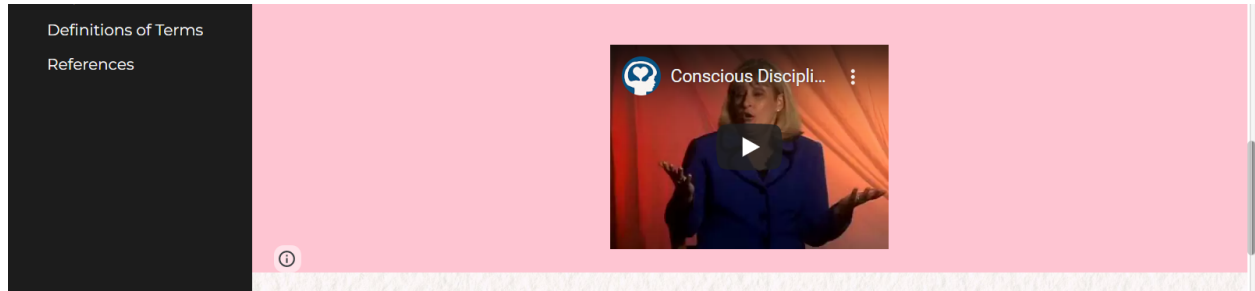 Definitions of Terms
References
Conscious Discipli...